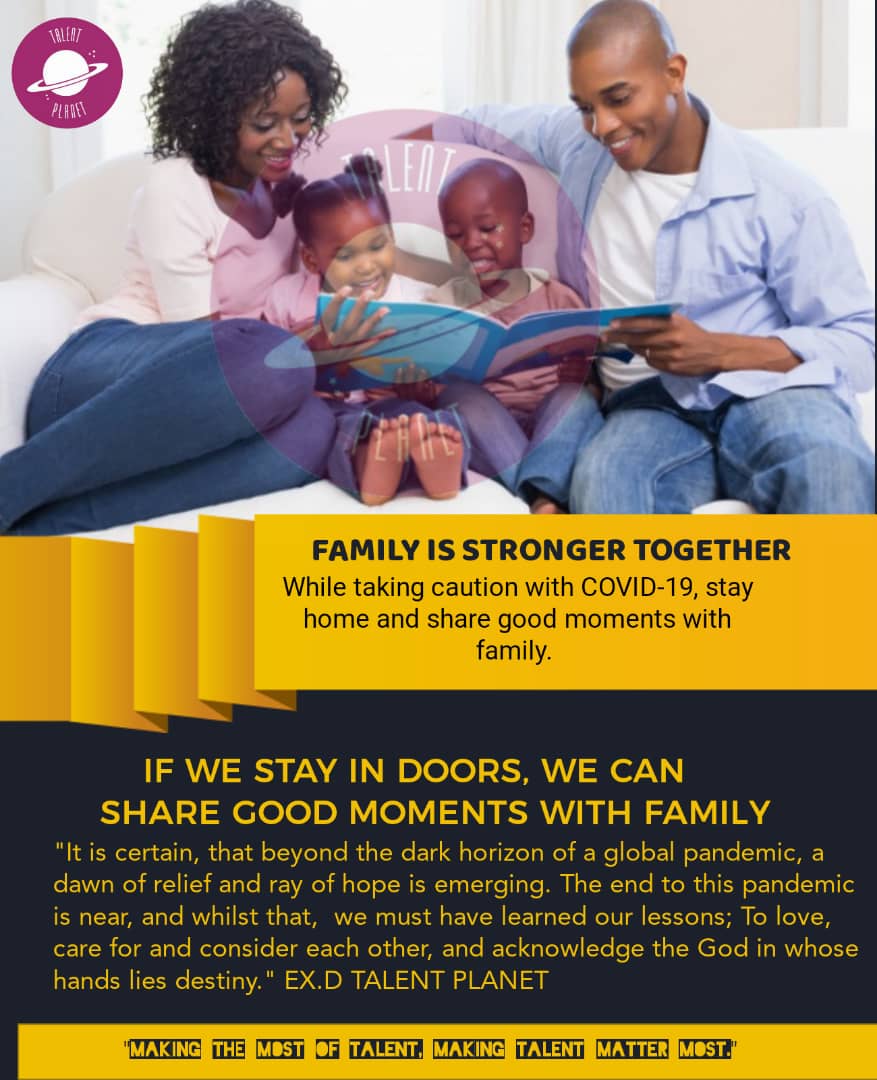 TALENT
PLANET
TALENT
PLANET
FAMILY IS STRONGER TOGETHER
While taking caution with COVID-19, stay
home and share good moments with
family.
IF WE STAY IN DOORS, WE CAN
SHARE GOOD MOMENTS WITH FAMILY
"It is certain, that beyond the dark horizon of a global pandemic, a
dawn of relief and ray of hope is emerging. The end to this pandemic
is near, and whilst that, we must have learned our lessons; To love,
care for and consider each other, and acknowledge the God in whose
hands lies destiny." EX.D TALENT PLANET
"MAKING THE MOST OF TALENT, MAKING TALENT MATTER MOST."